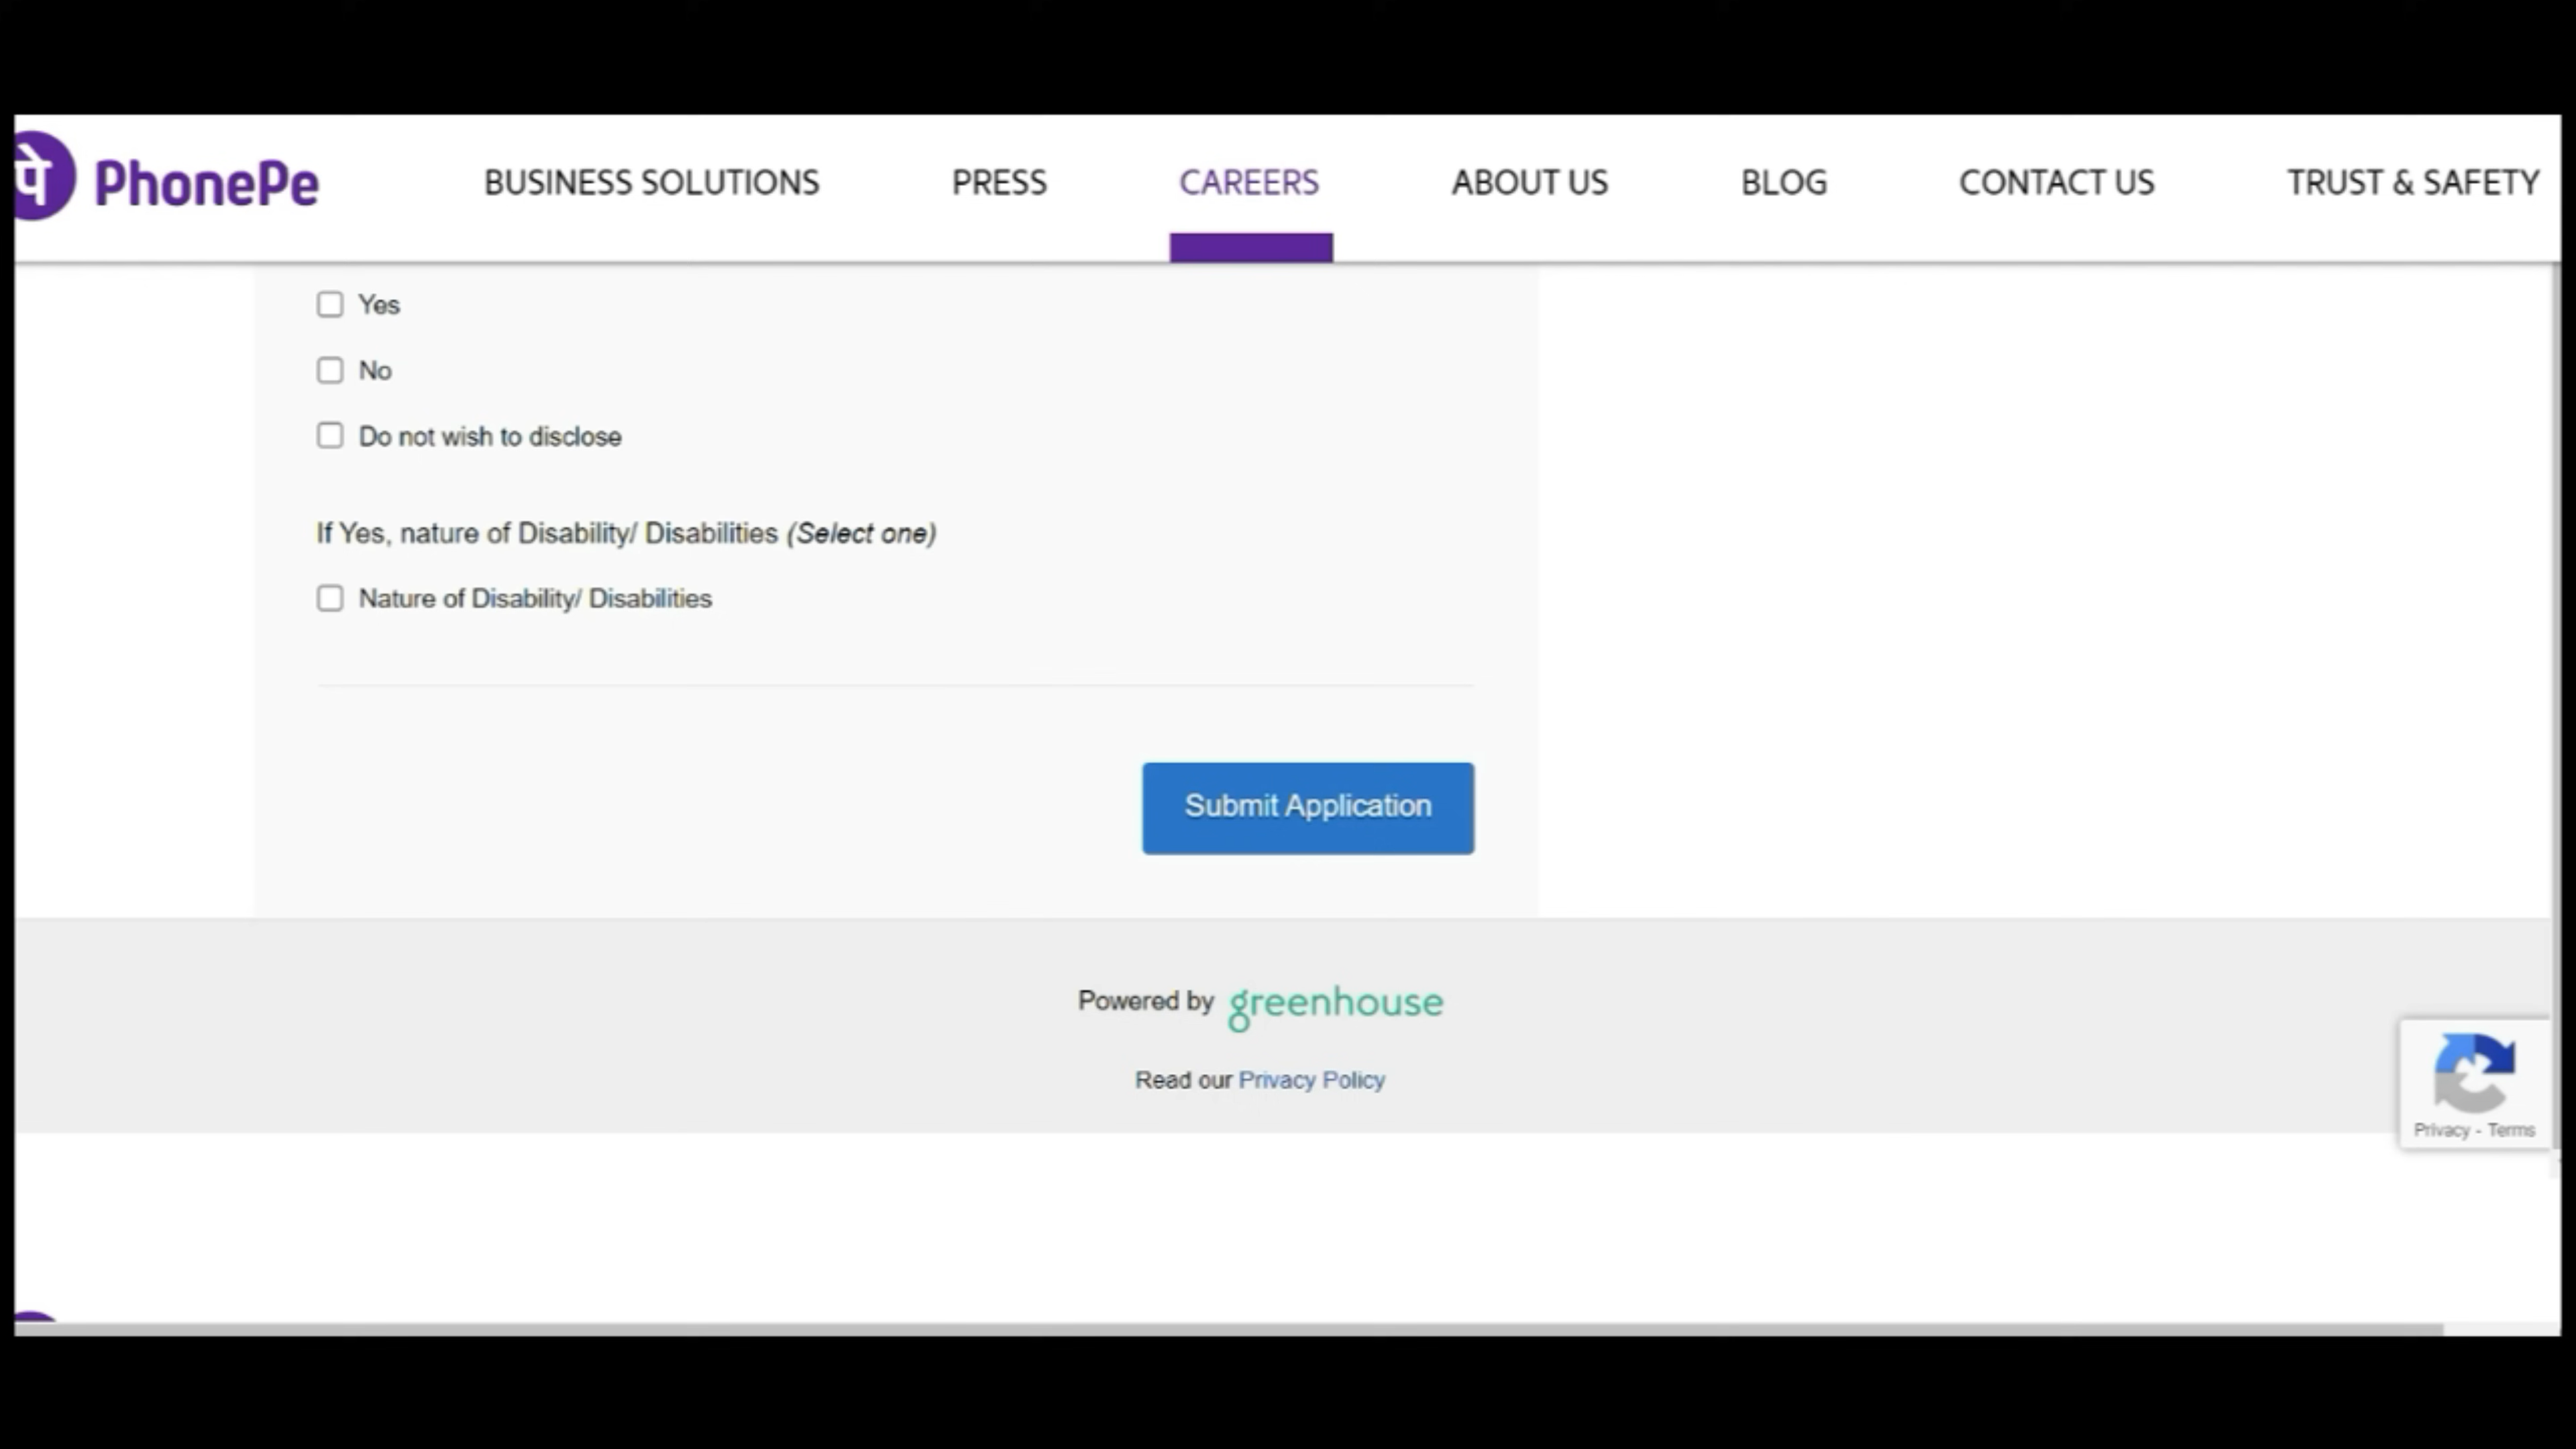 पे PhonePe BUSINESS SOLUTIONS PRESS CAREERS ABOUT US BLOG CONTACT US TRUST & SAFETY
Yes
No
Do not wish to disclose
If Yes, nature of Disability/ Disabilities (Select one)
Nature of Disability/ Disabilities
Submit Application
Powered by greenhouse
Read our Privacy Policy
Privacy - Terms